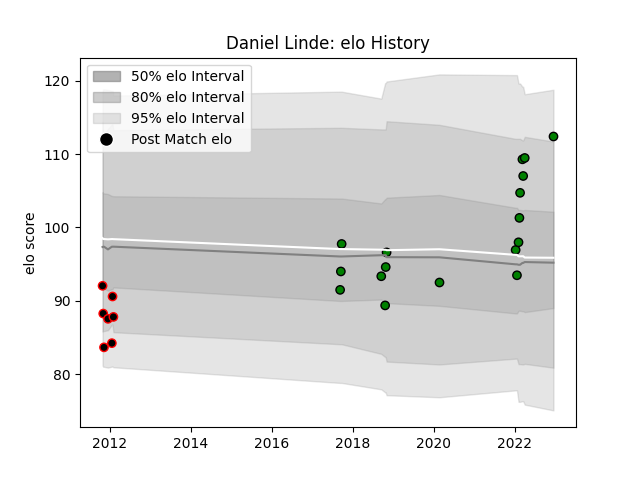 Daniel Linde: elo History
50% elo Interval
80% elo Interval
95% elo Interval
Post Match elo
elo score
120
110
100
90
80
2012 2014 2016 2018 2020 2022